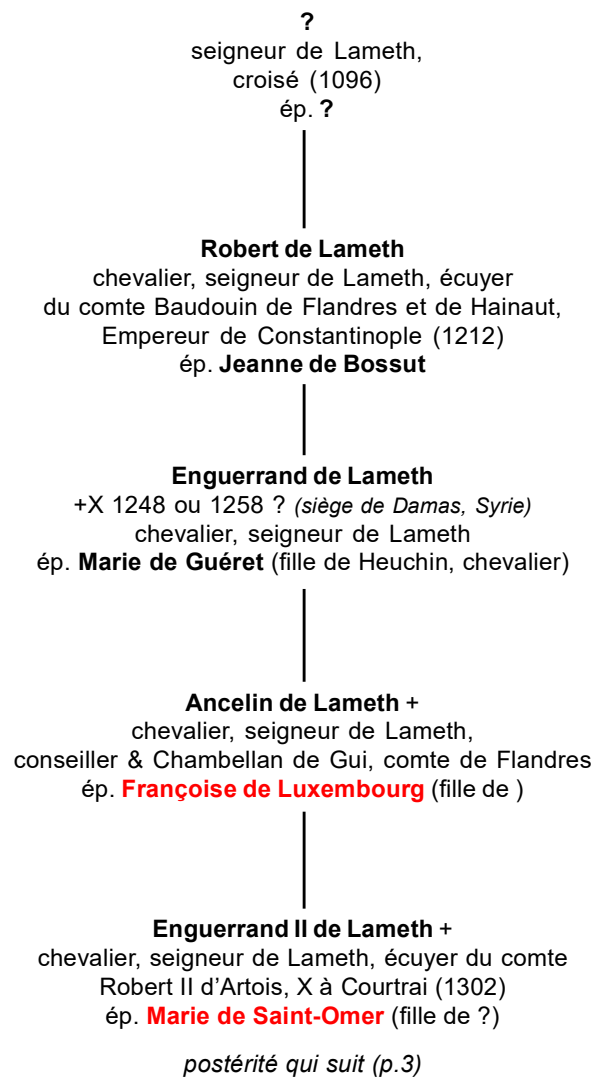 ?
seigneur de Lameth,
croisé (1096)
ép. ?
Robert de Lameth
chevalier, seigneur de Lameth, écuyer
du comte Baudouin de Flandres et de Hainaut,
Empereur de Constantinople (1212)
ép. Jeanne de Bossut
Enguerrand de Lameth
+X 1248 ou 1258 ? (siège de Damas, Syrie)
chevalier, seigneur de Lameth
ép. Marie de Guéret (fille de Heuchin, chevalier)
Ancelin de Lameth +
chevalier, seigneur de Lameth,
conseiller & Chambellan de Gui, comte de Flandres
ép. Françoise de Luxembourg (fille de )
Enguerrand II de Lameth +
chevalier, seigneur de Lameth, écuyer du comte
Robert II d'Artois, X à Courtrai (1302)
ép. Marie de Saint-Omer (fille de ?)
postérité qui suit (p.3)